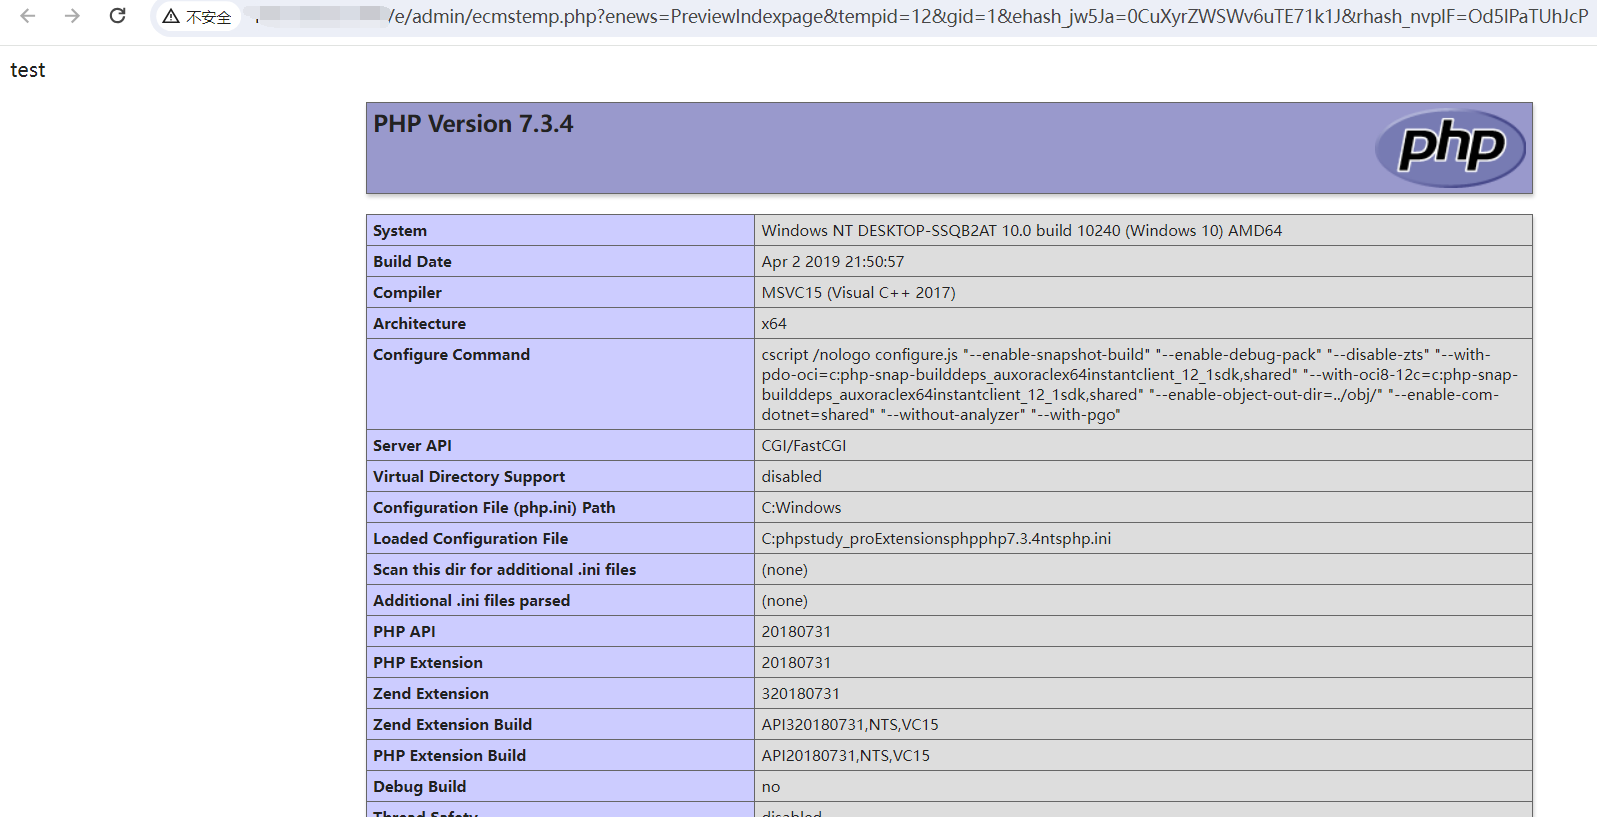 不安全 /e/admin/ecmstemp.php?enews=PreviewIndexpage&tempid=12&gid=1&ehash_jw5Ja=0CuXyrZWSWv6uTE71k1J&rhash_nvplF=Od5IPaTUhJcP
test
PHP Version 7.3.4
php
System Windows NT DESKTOP-SSQB2AT 10.0 build 10240 (Windows 10) AMD64
Build Date Apr 2 2019 21:50:57
Compiler MSVC15 (Visual C++ 2017)
Architecture x64
Configure Command cscript /nologo configure.js "--enable-snapshot-build" "--enable-debug-pack" "--disable-zts" "--with-
pdo-oci=c:php-snap-builddeps_auxoraclex64instantclient_12_1sdk,shared" "--with-oci8-12c=c:php-snap-
builddeps_auxoraclex64instantclient_12_1sdk,shared" "--enable-object-out-dir=../obj/" "--enable-com-
dotnet=shared" "--without-analyzer" "--with-pgo"
Server API CGI/FastCGI
Virtual Directory Support disabled
Configuration File (php.ini) Path C:Windows
Loaded Configuration File C:phpstudy_proExtensionsphpphp7.3.4ntsphp.ini
Scan this dir for additional .ini files (none)
Additional .ini files parsed (none)
PHP API 20180731
PHP Extension 20180731
Zend Extension 320180731
Zend Extension Build API320180731,NTS,VC15
PHP Extension Build API20180731,NTS,VC15
Debug Build no
Thread Safety disabled